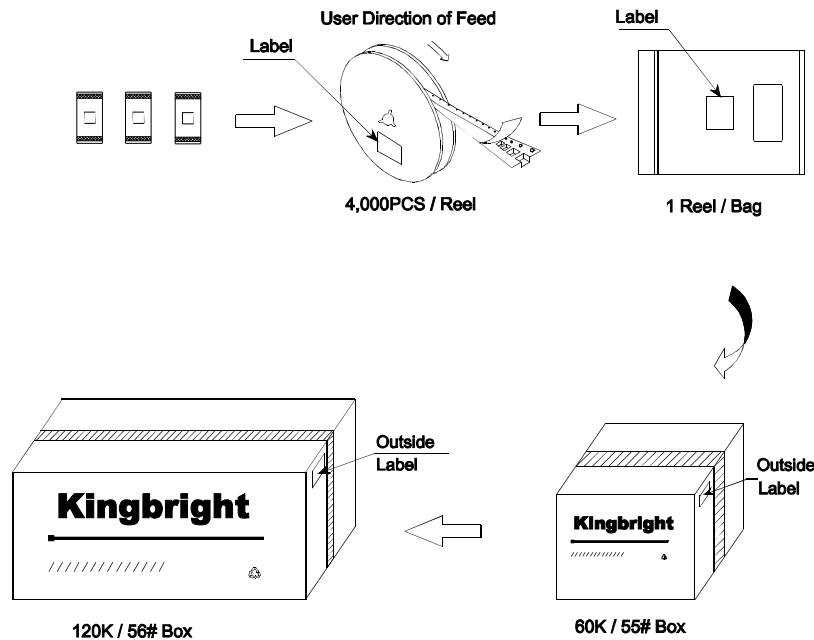 User Direction of Feed
Label
4,000PCS / Reel
Label
1 Reel / Bag
Outside
Label
Kingbright
60K / 55# Box
Outside
Label
Kingbright
120K / 56# Box